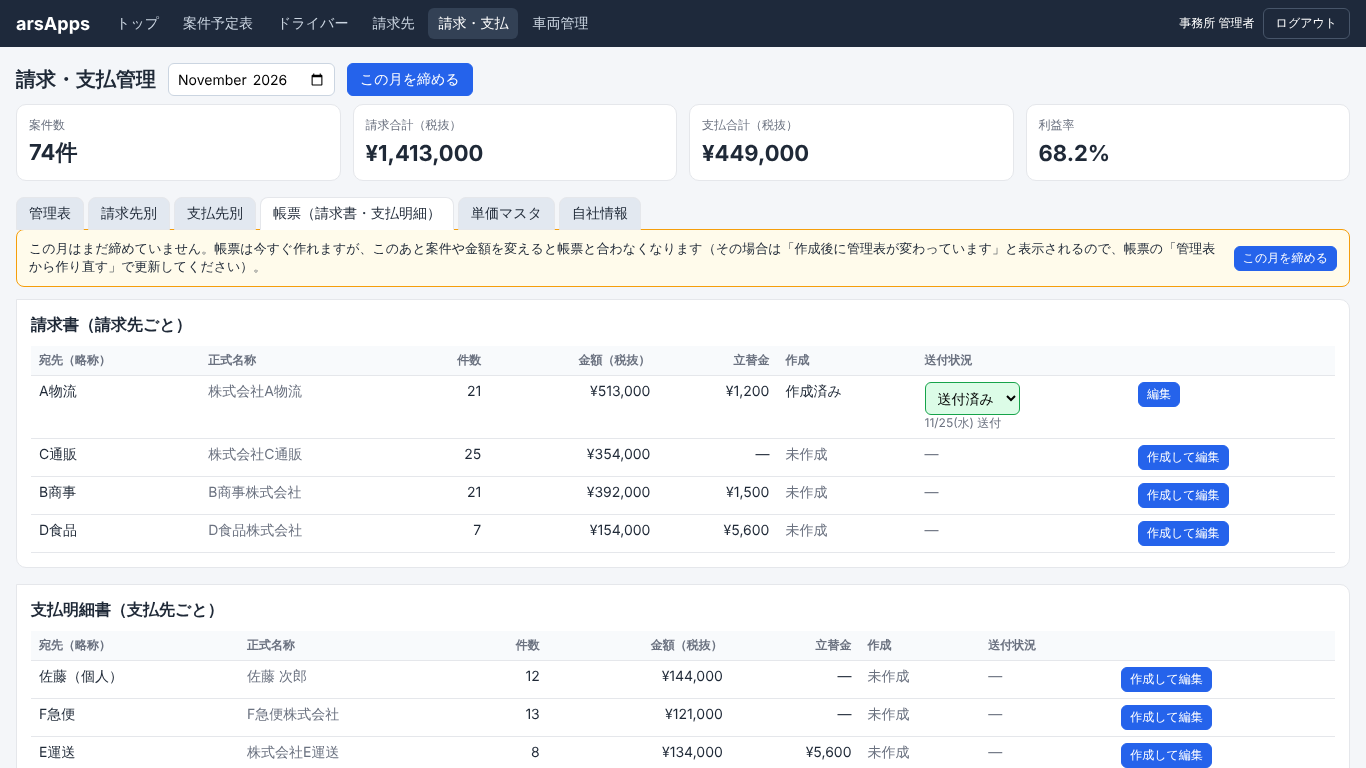 arsApps トップ 案件予定表 ドライバー 請求先 請求・支払 車両管理 事務所 管理者 ログアウト
請求・支払管理 November 2026 この月を締める
案件数 請求合計（税抜） 支払合計（税抜） 利益率
74件 ¥1,413,000 ¥449,000 68.2%
管理表 請求先別 支払先別 帳票（請求書・支払明細） 単価マスタ 自社情報
この月はまだ締めていません。帳票は今すぐ作れますが、このあと案件や金額を変えると帳票と合わなくなります（その場合は「作成後に管理表が変わっています」と表示されるので、帳票の「管理表
から作り直す」で更新してください）。
この月を締める
請求書（請求先ごと）
宛先（略称） 正式名称 件数 金額（税抜） 立替金 作成 送付状況
A物流 株式会社A物流 21 ¥513,000 ¥1,200 作成済み 送付済み 編集
11/25(水) 送付
C通販 株式会社C通販 25 ¥354,000 — 未作成 — 作成して編集
B商事 B商事株式会社 21 ¥392,000 ¥1,500 未作成 — 作成して編集
D食品 D食品株式会社 7 ¥154,000 ¥5,600 未作成 — 作成して編集
支払明細書（支払先ごと）
宛先（略称） 正式名称 件数 金額（税抜） 立替金 作成 送付状況
佐藤（個人） 佐藤 次郎 12 ¥144,000 — 未作成 — 作成して編集
F急便 F急便株式会社 13 ¥121,000 — 未作成 — 作成して編集
E運送 株式会社E運送 8 ¥134,000 ¥5,600 未作成 — 作成して編集